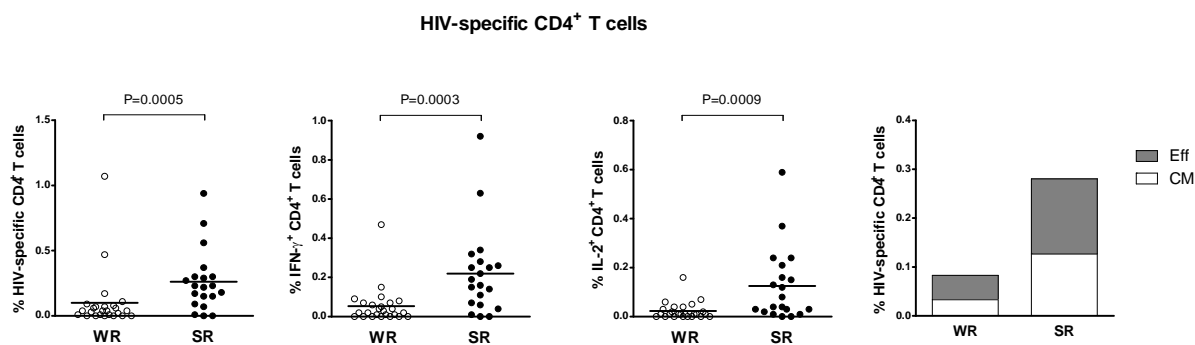 HIV-specific CD4+ T cells
P=0.0005
% HIV-specific CD4+ T cells
1.5
1.0
0.5
0.0
WR
SR
P=0.0003
% IFN-γ+ CD4+ T cells
1.0
0.8
0.6
0.4
0.2
0.0
WR
SR
P=0.0009
% IL-2+ CD4+ T cells
0.8
0.6
0.4
0.2
0.0
WR
SR
% HIV-specific CD4+ T cells
0.4
0.3
0.2
0.1
0.0
WR
SR
Eff
CM